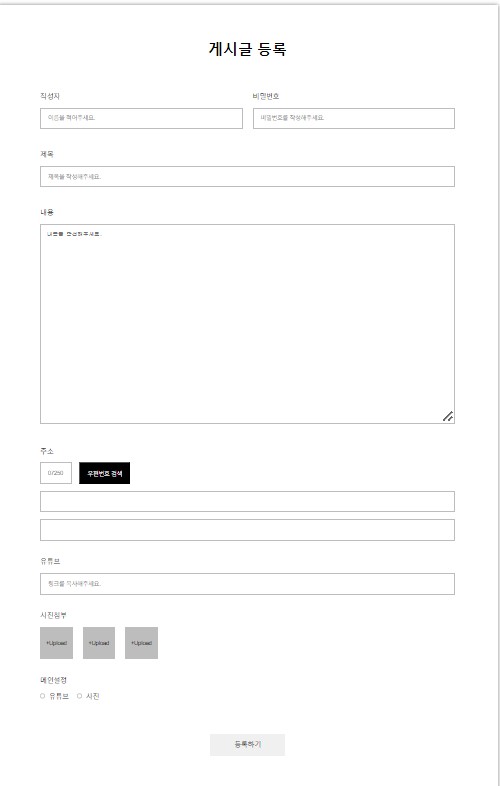 게시글 등록
작성자 비밀번호
이름을 적어주세요. 비밀번호를 작성해주세요.
제목
제목을 작성해주세요.
내용
내용을 작성해주세요.
주소
07250 우편번호 검색
유튜브
링크를 복사해주세요.
사진첨부
+Upload +Upload +Upload
메인설정
유튜브 사진
등록하기